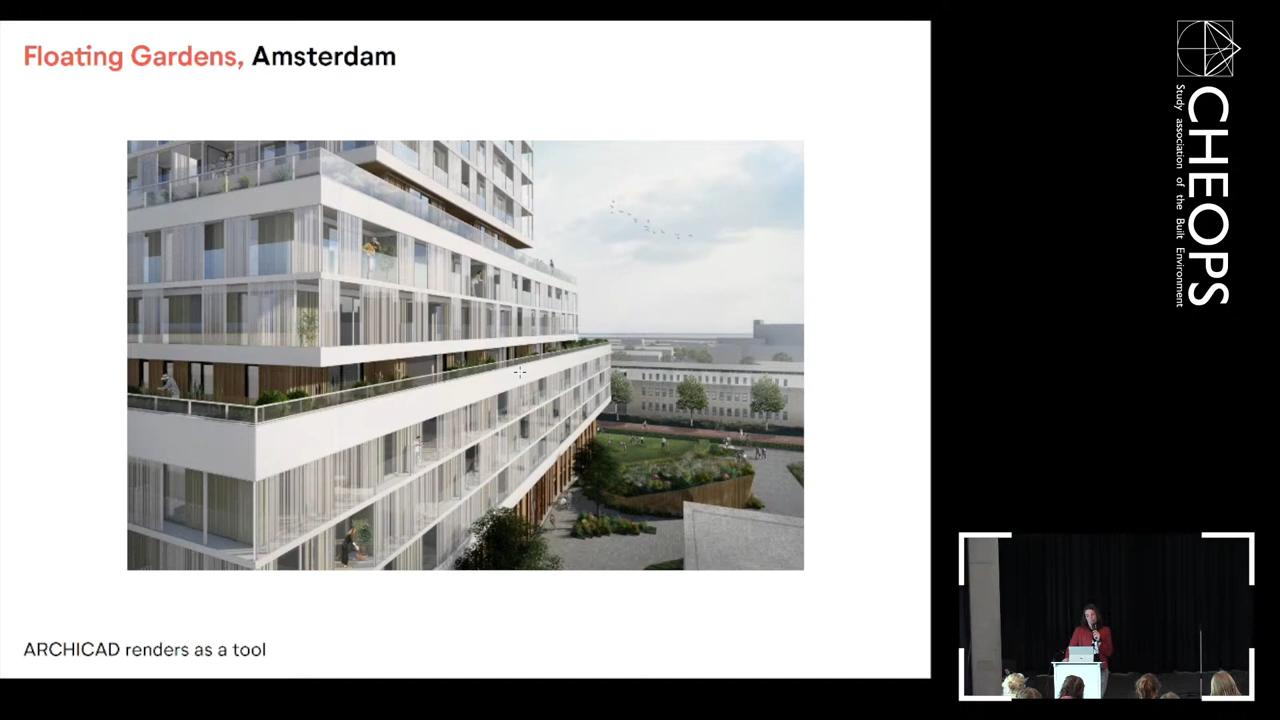 Floating Gardens, Amsterdam
ARCHICAD renders as a tool
CHEOPS
Study association of the Built Environment